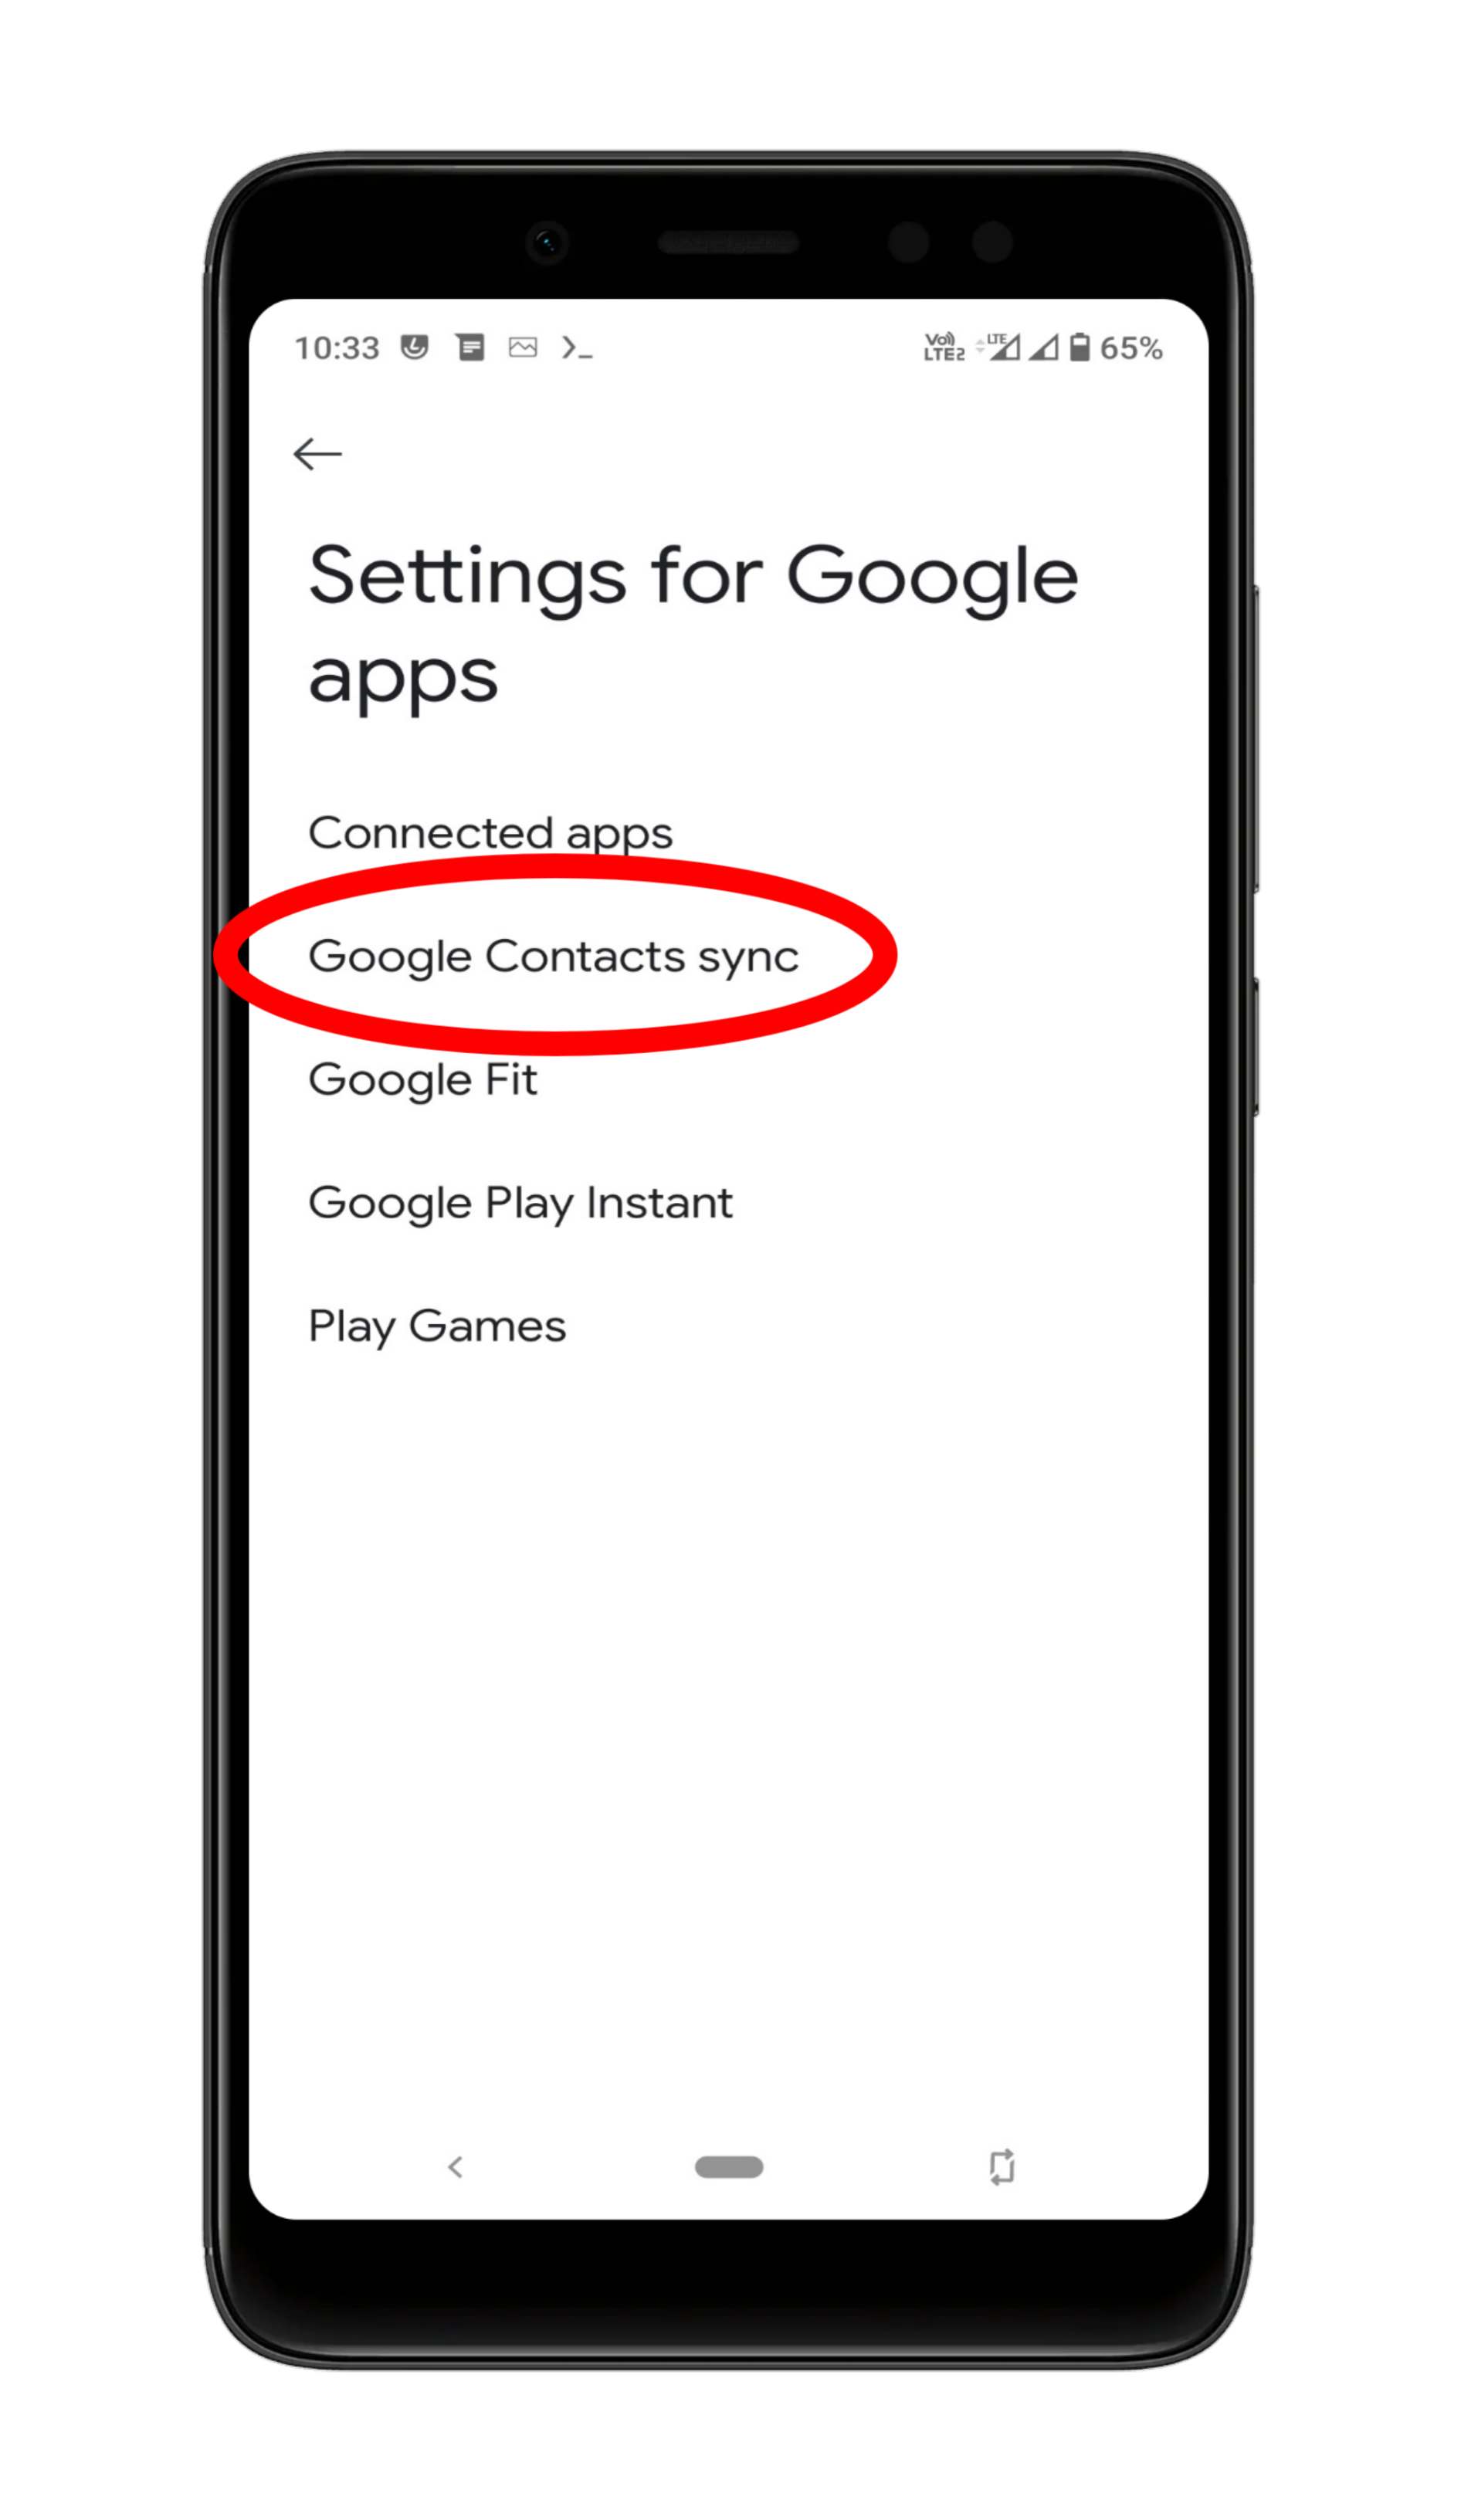 10:33 Vo)) LTE2 LTE 65%
Settings for Google
apps
Connected apps
Google Contacts sync
Google Fit
Google Play Instant
Play Games